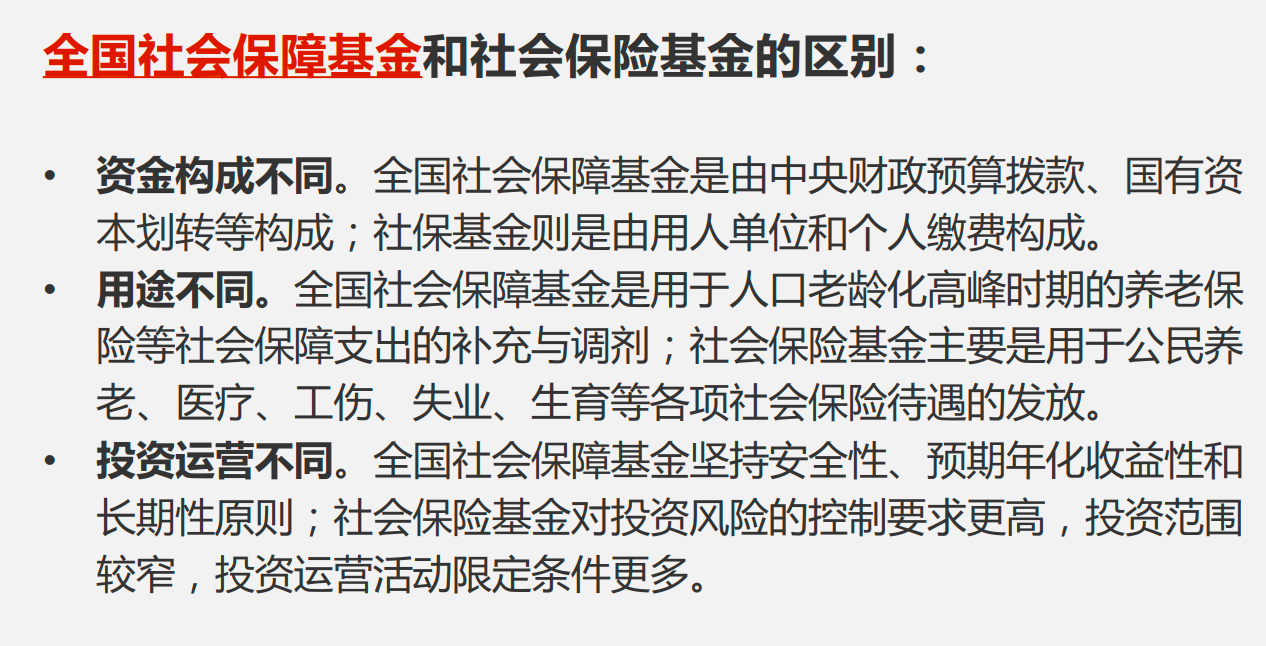 全国社会保障基金和社会保险基金的区别：
• 资金构成不同。全国社会保障基金是由中央财政预算拨款、国有资
本划转等构成；社保基金则是由用人单位和个人缴费构成。
• 用途不同。全国社会保障基金是用于人口老龄化高峰时期的养老保
险等社会保障支出的补充与调剂；社会保险基金主要是用于公民养
老、医疗、工伤、失业、生育等各项社会保险待遇的发放。
• 投资运营不同。全国社会保障基金坚持安全性、预期年化收益性和
长期性原则；社会保险基金对投资风险的控制要求更高，投资范围
较窄，投资运营活动限定条件更多。